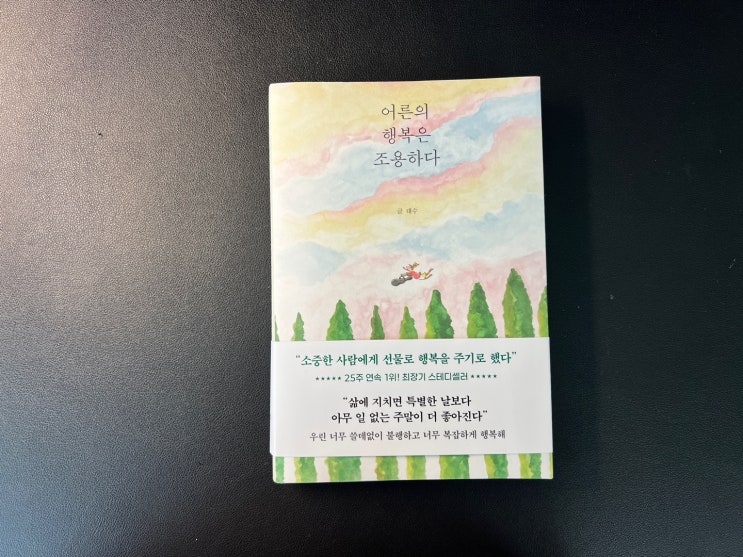 어른의
행복은
조용하다
글 태수
“소중한 사람에게 선물로 행복을 주기로 했다”
★★★★★ 25주 연속 1위! 최장기 스테디셀러 ★★★★★
“삶에 지치면 특별한 날보다
아무 일 없는 주말이 더 좋아진다”
우린 너무 쓸데없이 불행하고 너무 복잡하게 행복해